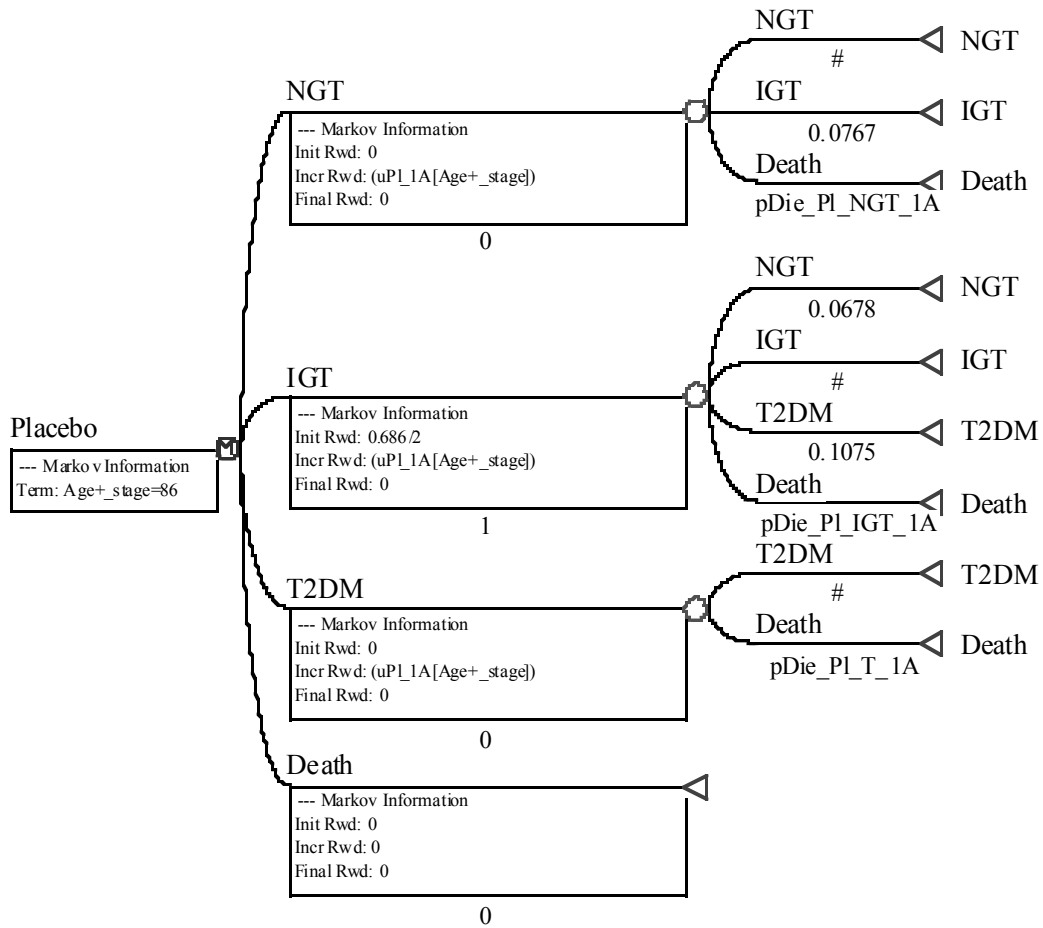 Placebo
--- Markov Information
Term: Age+_stage=86
NGT
--- Markov Information
Init Rwd: 0
Incr Rwd: (uPl_1A[Age+_stage])
Final Rwd: 0
0
NGT
#
NGT
IGT
0.0767
IGT
Death
pDie_Pl_NGT_1A
Death
IGT
--- Markov Information
Init Rwd: 0.686/2
Incr Rwd: (uPl_1A[Age+_stage])
Final Rwd: 0
1
NGT
0.0678
NGT
IGT
#
IGT
T2DM
0.1075
T2DM
Death
pDie_Pl_IGT_1A
Death
T2DM
--- Markov Information
Init Rwd: 0
Incr Rwd: (uPl_1A[Age+_stage])
Final Rwd: 0
0
T2DM
#
T2DM
Death
pDie_Pl_T_1A
Death
Death
--- Markov Information
Init Rwd: 0
Incr Rwd: 0
Final Rwd: 0
0